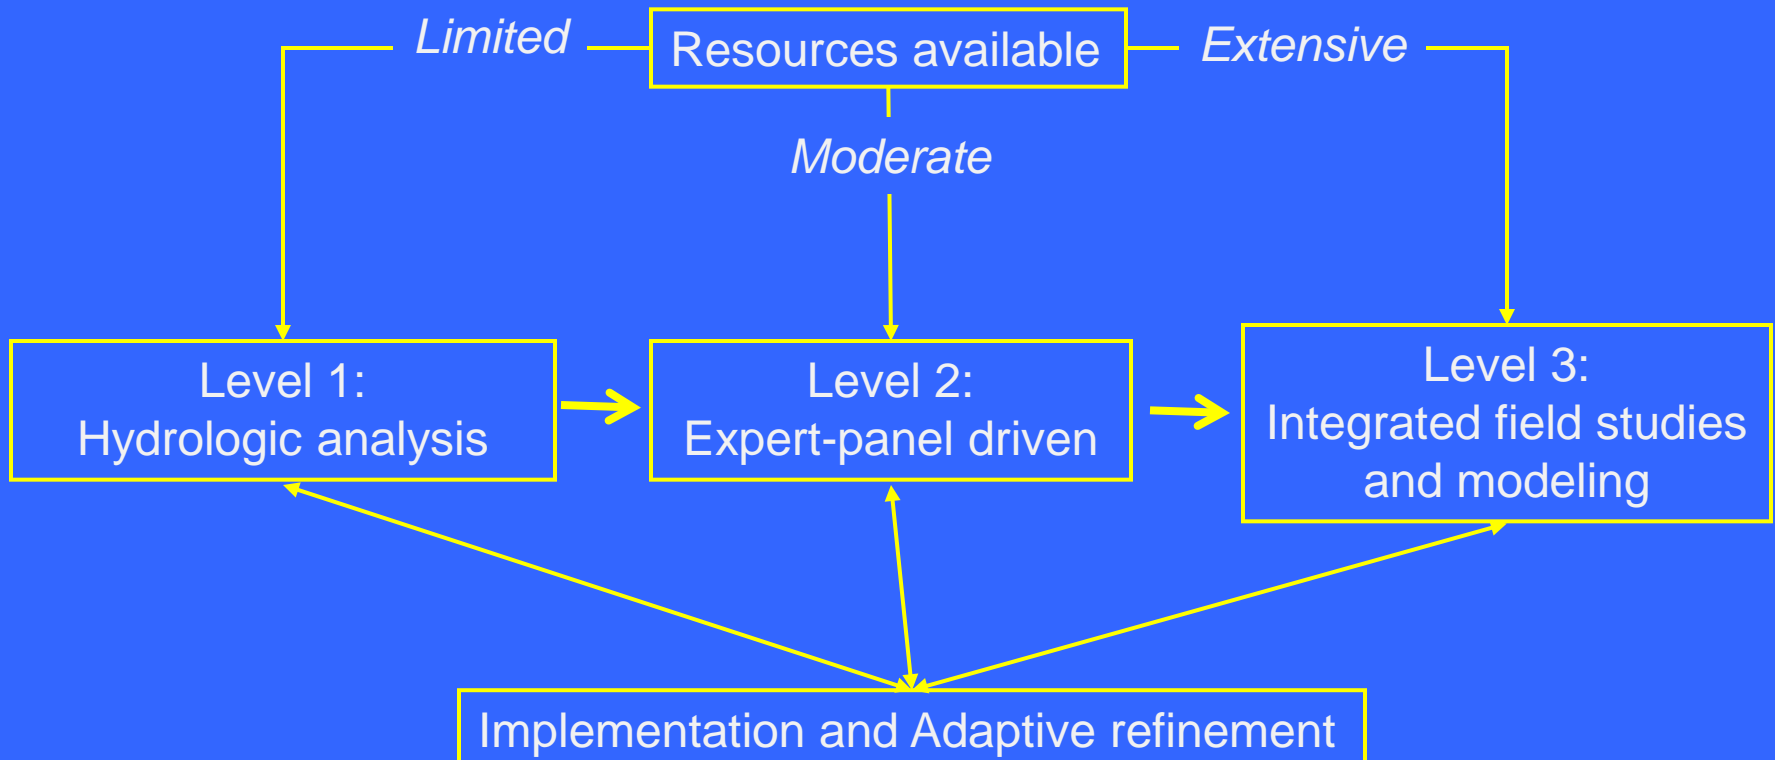 Limited
Resources available
Extensive
Moderate
Level 1:
Hydrologic analysis
Level 2:
Expert-panel driven
Level 3:
Integrated field studies
and modeling
Implementation and Adaptive refinement